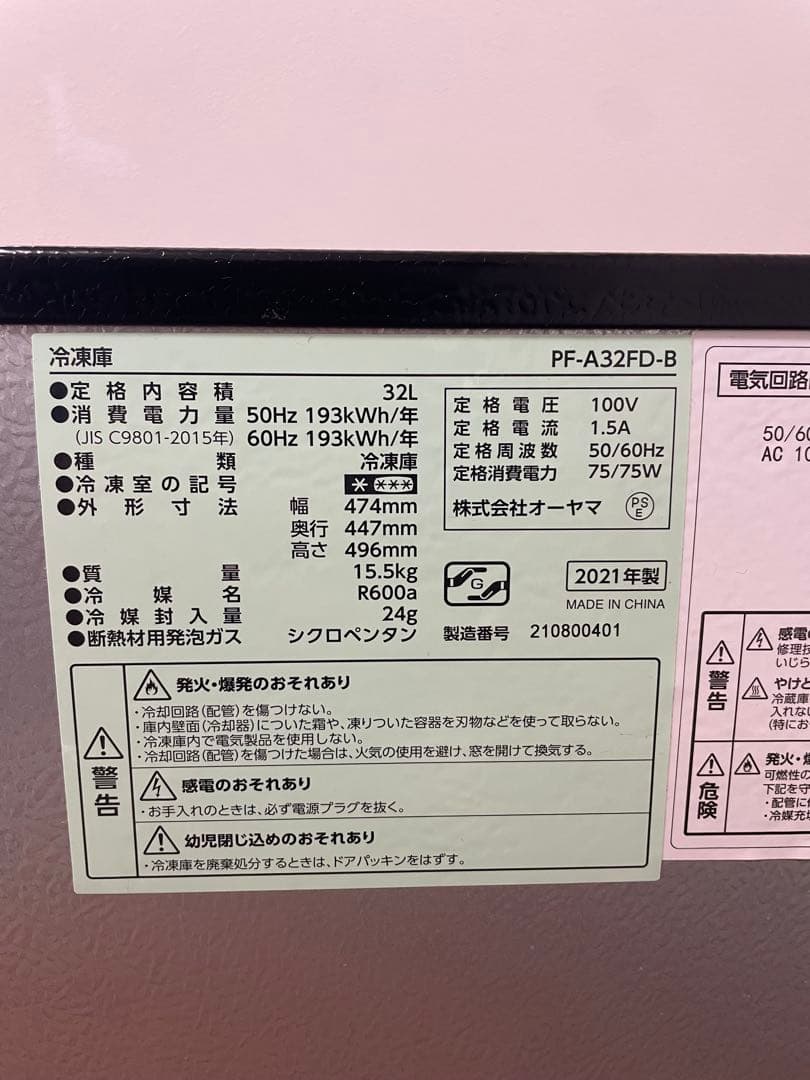 冷凍庫 PF-A32FD-B
●定格内容積 32L
●消費電力量 50Hz 193kWh/年
(JIS C9801-2015年) 60Hz 193kWh/年
●種類 冷凍庫
●冷凍室の記号 * ***
●外形寸法 幅 474mm
奥行 447mm
高さ 496mm
●質量 15.5kg
●冷媒名 R600a
●冷媒封入量 24g
●断熱材用発泡ガス シクロペンタン
定格電圧 100V
定格電流 1.5A
定格周波数 50/60Hz
定格消費電力 75/75W
株式会社オーヤマ PSE
G
2021年製
MADE IN CHINA
製造番号 210800401
警告
発火・爆発のおそれあり
・冷却回路(配管)を傷つけない。
・庫内壁面(冷却器)についた霜や、凍りついた容器を刃物などを使って取らない。
・冷凍庫内で電気製品を使用しない。
・冷却回路(配管)を傷つけた場合は、火気の使用を避け、窓を開けて換気する。
感電のおそれあり
・お手入れのときは、必ず電源プラグを抜く。
幼児閉じ込めのおそれあり
・冷凍庫を廃棄処分するときは、ドアパッキンをはずす。
電気回路
50/60
AC 10
警告
感電
修理技
いじら
やけど
冷蔵庫
入れな
(特にお
危険
発火・爆
可燃性の
下記を守
・配管に
・冷媒充填